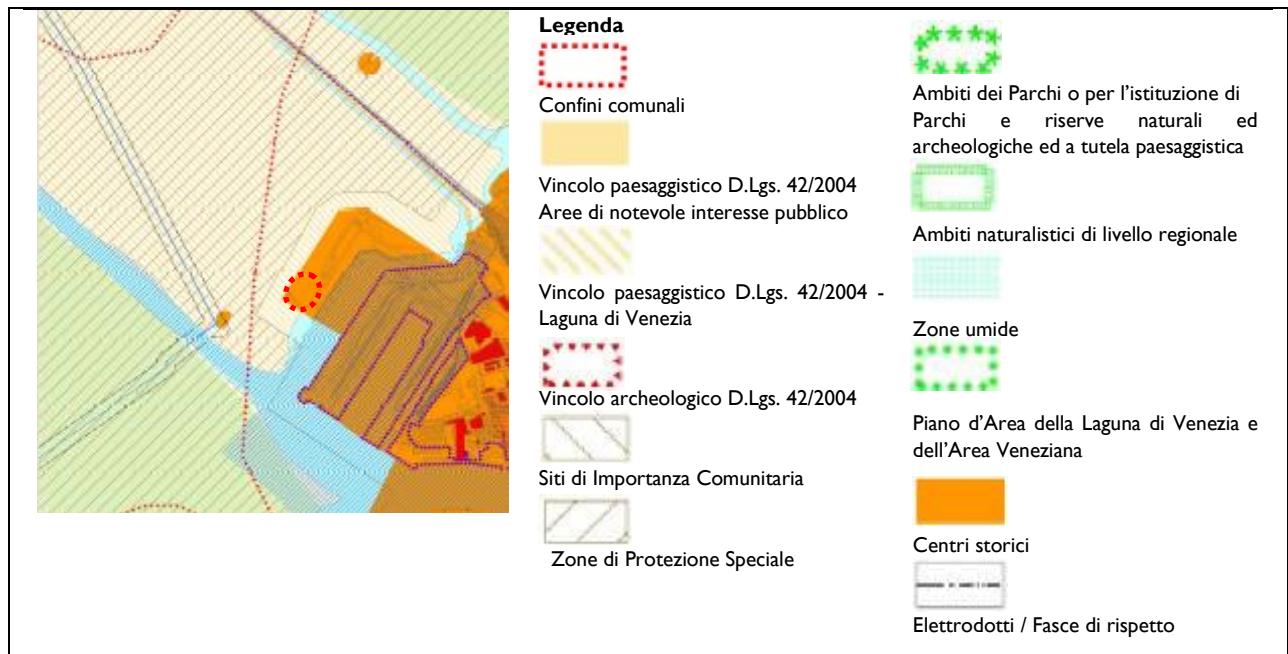 Legenda
Confini comunali
Vincolo paesaggistico D.Lgs. 42/2004
Aree di notevole interesse pubblico
Vincolo paesaggistico D.Lgs. 42/2004 -
Laguna di Venezia
Vincolo archeologico D.Lgs. 42/2004
Siti di Importanza Comunitaria
Zone di Protezione Speciale
Ambiti dei Parchi o per l'istituzione di
Parchi e riserve naturali ed
archeologiche ed a tutela paesaggistica
Ambiti naturalistici di livello regionale
Zone umide
Piano d'Area della Laguna di Venezia e
dell'Area Veneziana
Centri storici
Elettrodotti / Fasce di rispetto